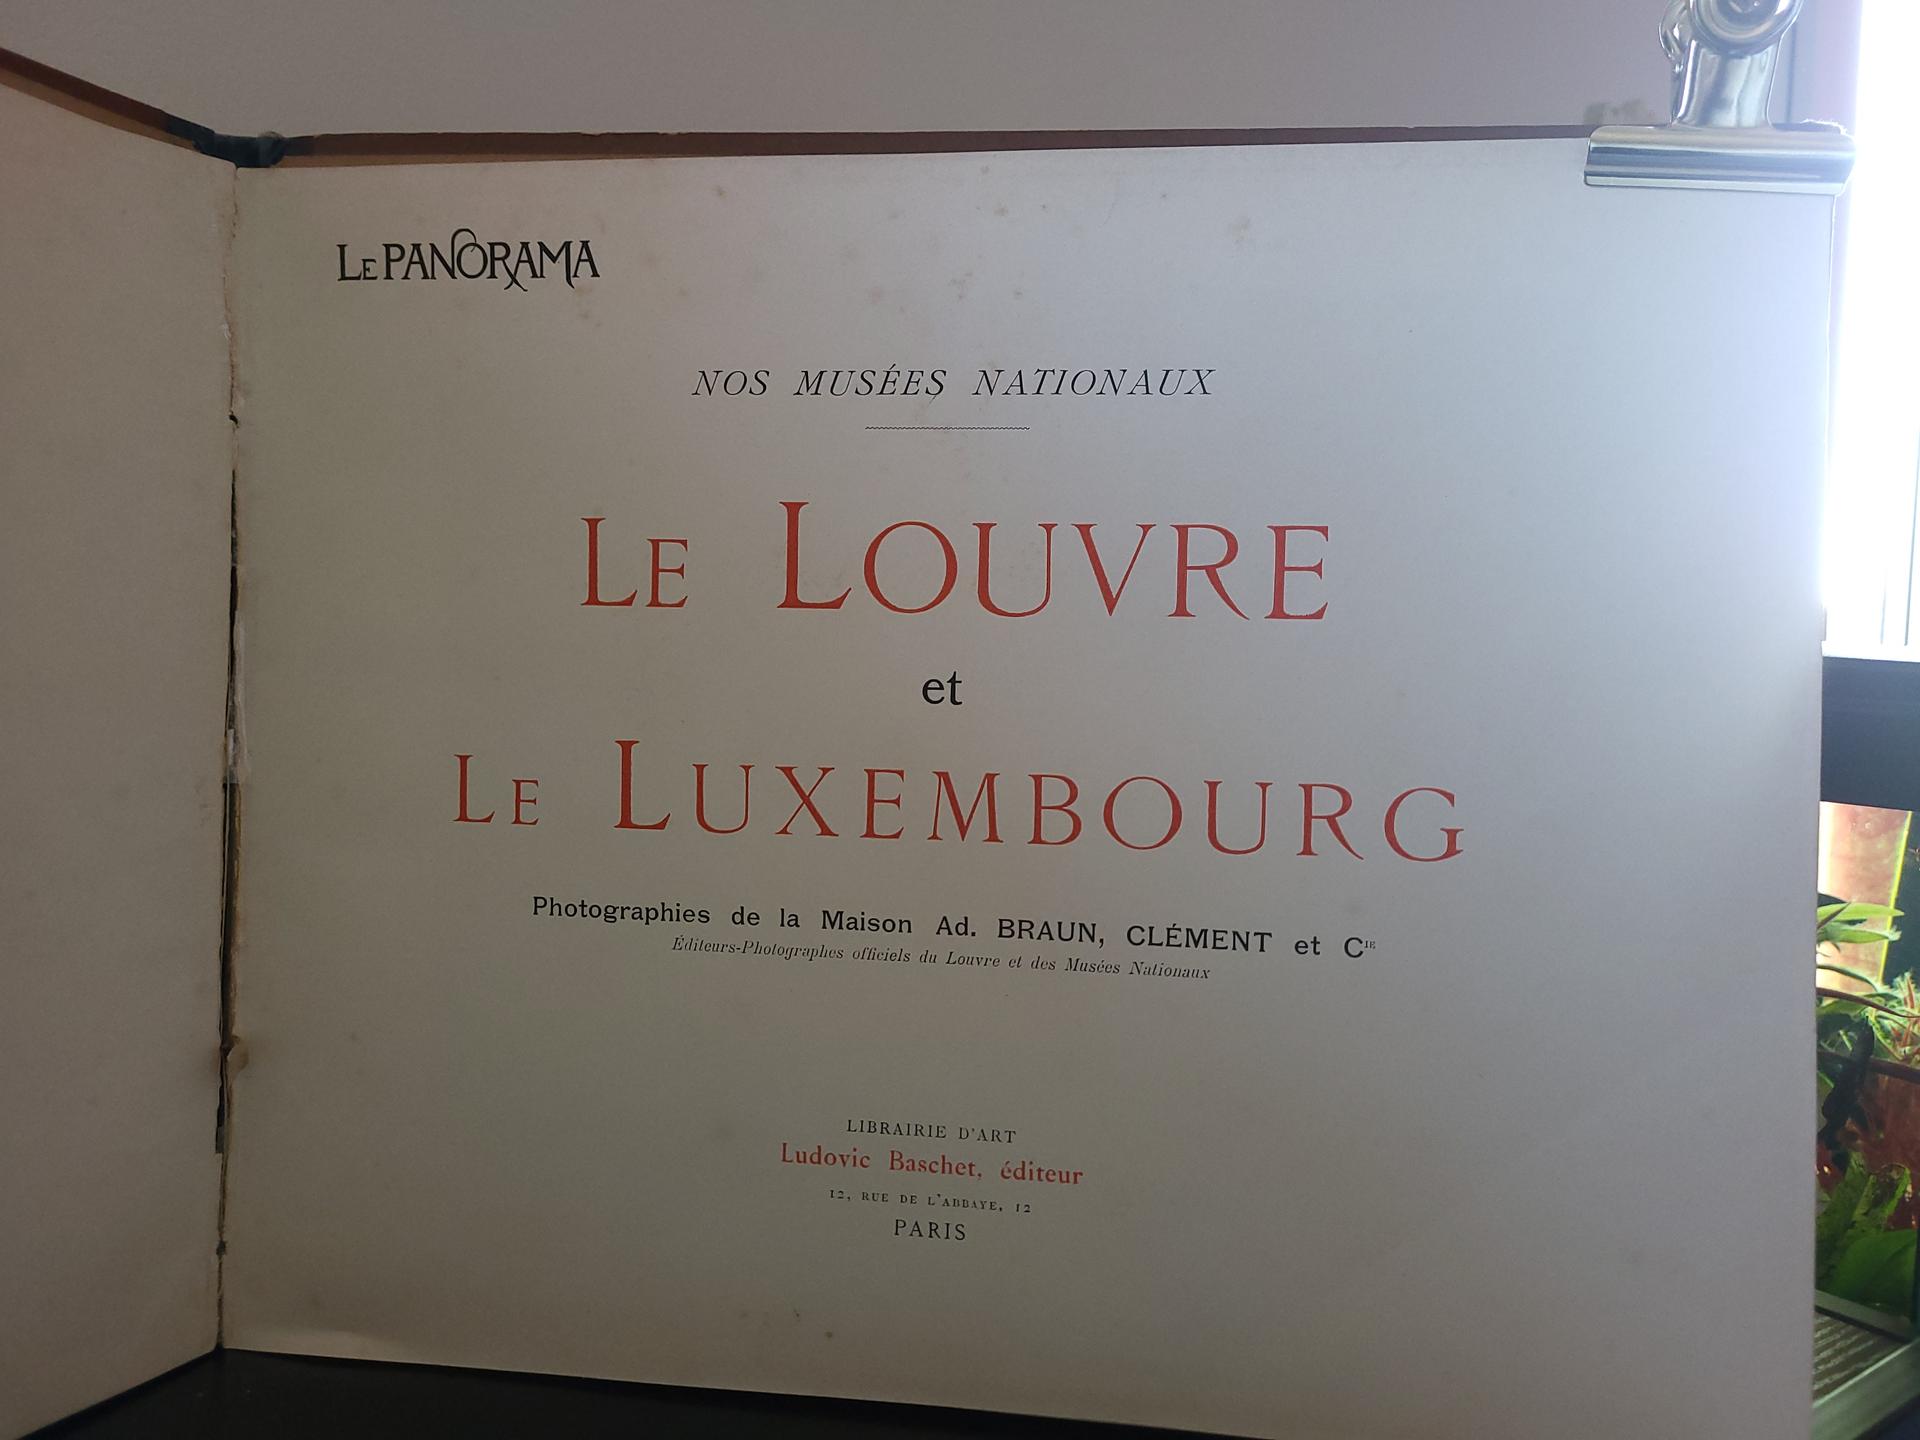 LE PANORAMA
NOS MUSÉES NATIONAUX
LE LOUVRE
et
LE LUXEMBOURG
Photographies de la Maison Ad. BRAUN, CLÉMENT et CIE
Éditeurs-Photographes officiels du Louvre et des Musées Nationaux
LIBRAIRIE D'ART
Ludovic Baschet, éditeur
12, RUE DE L'ABBAYE, 12
PARIS